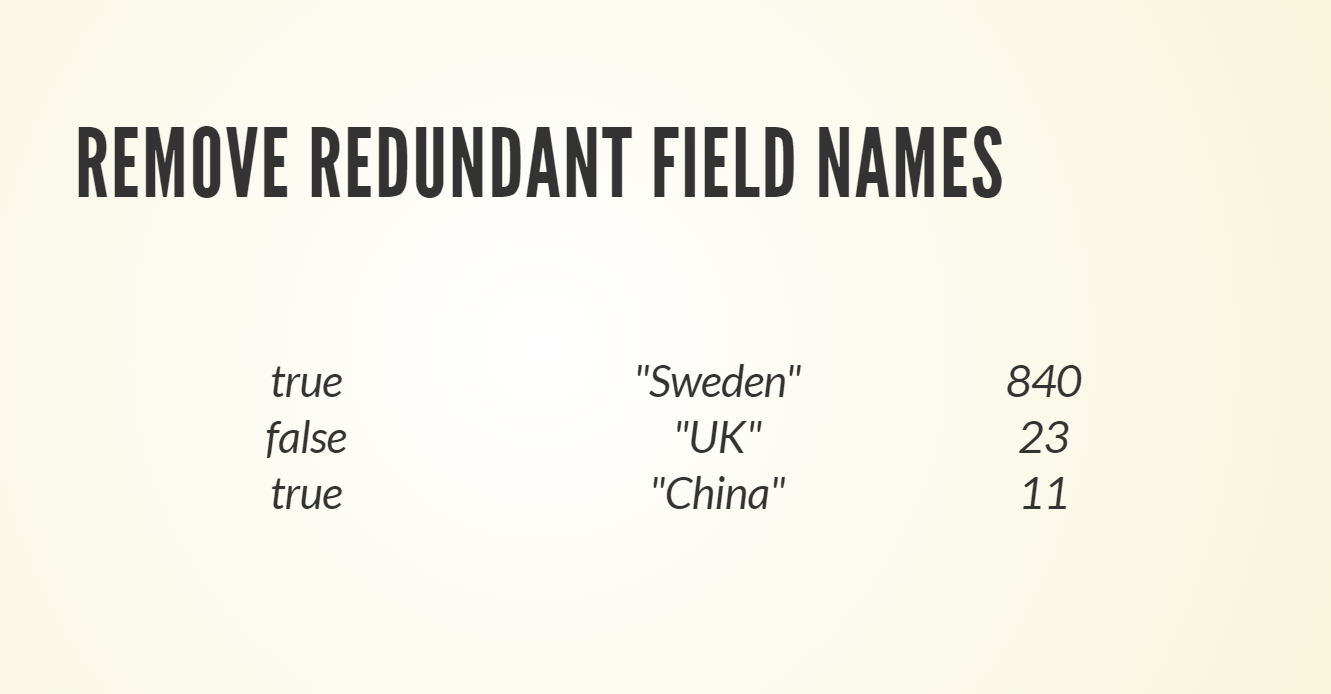 REMOVE REDUNDANT FIELD NAMES
true "Sweden" 840
false "UK" 23
true "China" 11